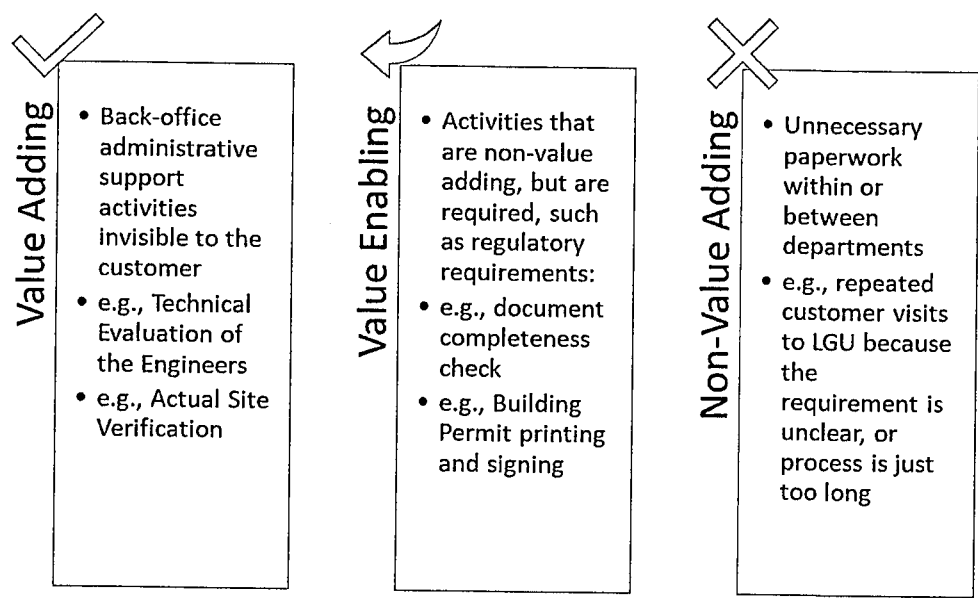 Value Adding
• Back-office
administrative
support
activities
invisible to the
customer
• e.g., Technical
Evaluation of
the Engineers
• e.g., Actual Site
Verification
Value Enabling
• Activities that
are non-value
adding, but are
required, such
as regulatory
requirements:
• e.g., document
completeness
check
• e.g., Building
Permit printing
and signing
Non-Value Adding
• Unnecessary
paperwork
within or
between
departments
• e.g., repeated
customer visits
to LGU because
the
requirement is
unclear, or
process is just
too long